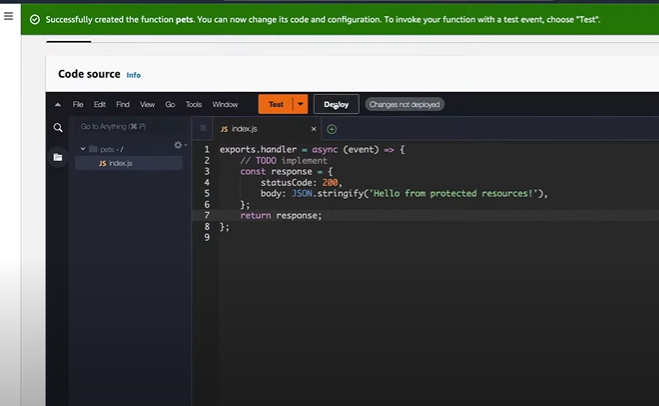 Successfully created the function pets. You can now change its code and configuration. To invoke your function with a test event, choose "Test".
Code source Info
File Edit Find View Go Tools Window Test Deploy Changes not deployed
Go to Anything (⌘ P)
JS index.js
pets - /
JS index.js
1 exports.handler = async (event) => {
2 // TODO implement
3 const response = {
4 statusCode: 200,
5 body: JSON.stringify('Hello from protected resources!'),
6 };
7 return response;
8 };
9